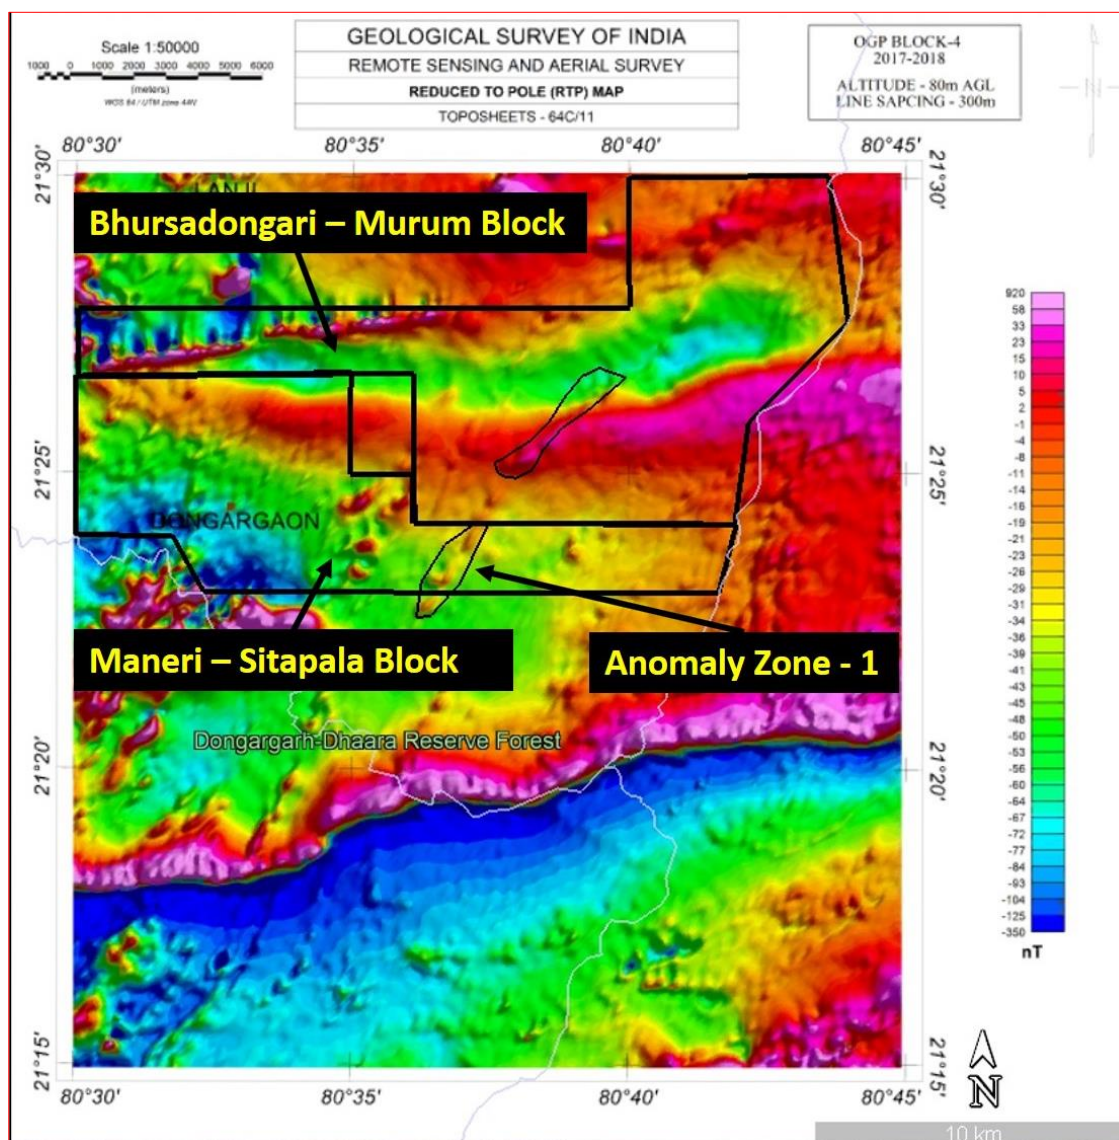 Scale 1:50000
1000 0 1000 2000 3000 4000 5000 6000
(meters)
WGS 84 / UTM zone 44N
GEOLOGICAL SURVEY OF INDIA
REMOTE SENSING AND AERIAL SURVEY
REDUCED TO POLE (RTP) MAP
TOPOSHEETS - 64C/11
OGP BLOCK-4
2017-2018
ALTITUDE - 80m AGL
LINE SAPCING - 300m
N
80°30' 80°35' 80°40' 80°45'
21°30' 21°30'
LANJI
Bhursadongari – Murum Block
21°25' 21°25'
DONGARGAON
Maneri – Sitapala Block
Anomaly Zone - 1
Dongargarh-Dhaara Reserve Forest
21°20' 21°20'
21°15' 21°15'
80°30' 80°35' 80°40' 80°45'
920
58
33
23
15
10
5
2
-1
-4
-8
-11
-14
-16
-19
-21
-23
-26
-29
-31
-34
-36
-39
-41
-43
-45
-48
-50
-53
-56
-60
-64
-67
-72
-77
-84
-93
-104
-125
-350
nT
N
10 km